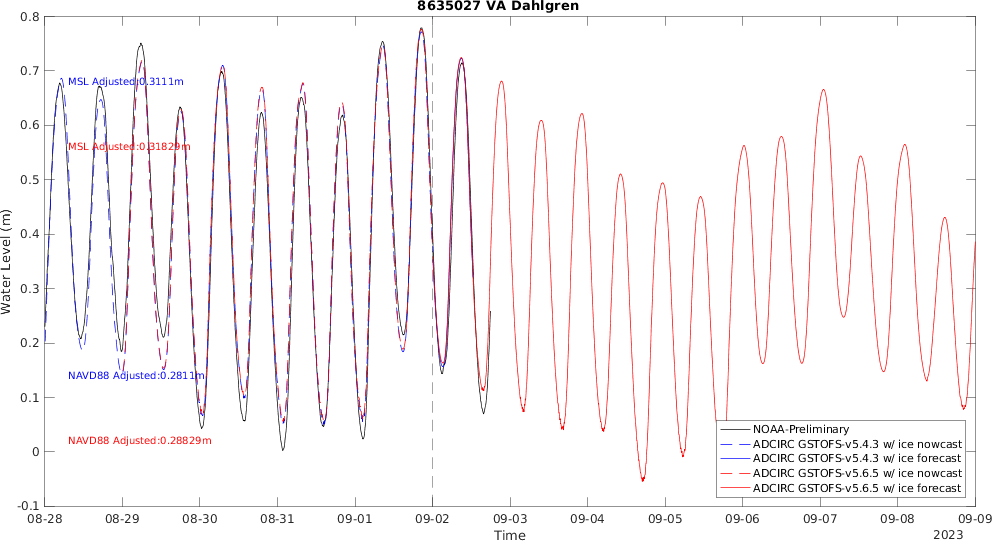 8635027 VA Dahlgren
0.8
0.7
0.6
0.5
0.4
0.3
0.2
0.1
0
-0.1
Water Level (m)
MSL Adjusted:0.3111m
MSL Adjusted:0.31829m
NAVD88 Adjusted:0.2811m
NAVD88 Adjusted:0.28829m
NOAA-Preliminary
ADCIRC GSTOFS-v5.4.3 w/ ice nowcast
ADCIRC GSTOFS-v5.4.3 w/ ice forecast
ADCIRC GSTOFS-v5.6.5 w/ ice nowcast
ADCIRC GSTOFS-v5.6.5 w/ ice forecast
08-28 08-29 08-30 08-31 09-01 09-02 09-03 09-04 09-05 09-06 09-07 09-08 09-09
Time
2023